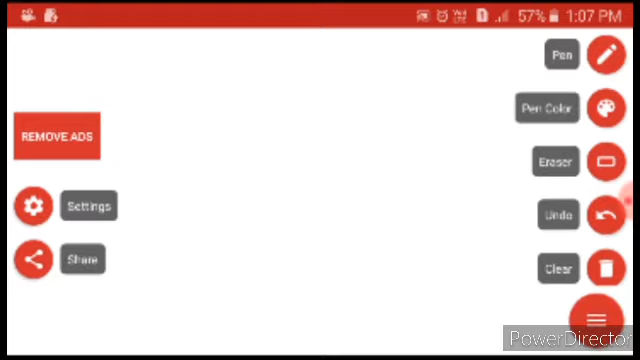 57% 1:07 PM
Pen
Pen Color
REMOVE ADS
Eraser
Settings
Undo
Share
Clear
PowerDirector